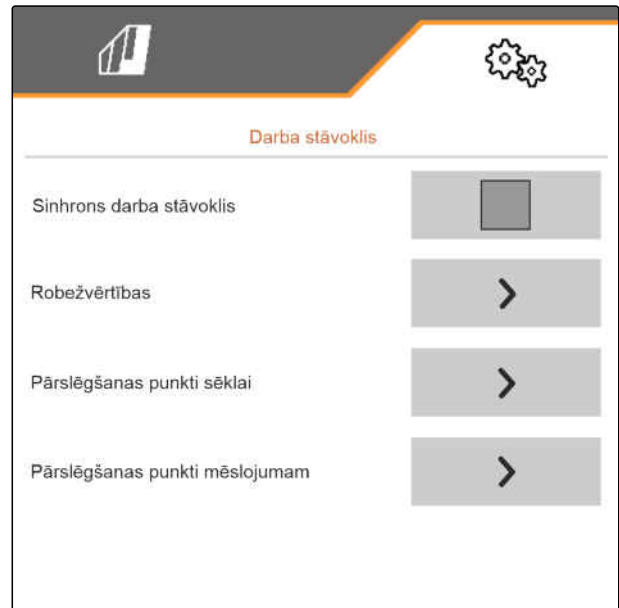 Darba stāvoklis
Sinhrons darba stāvoklis
Robežvērtības
Pārslēgšanas punkti sēklai
Pārslēgšanas punkti mēslojumam